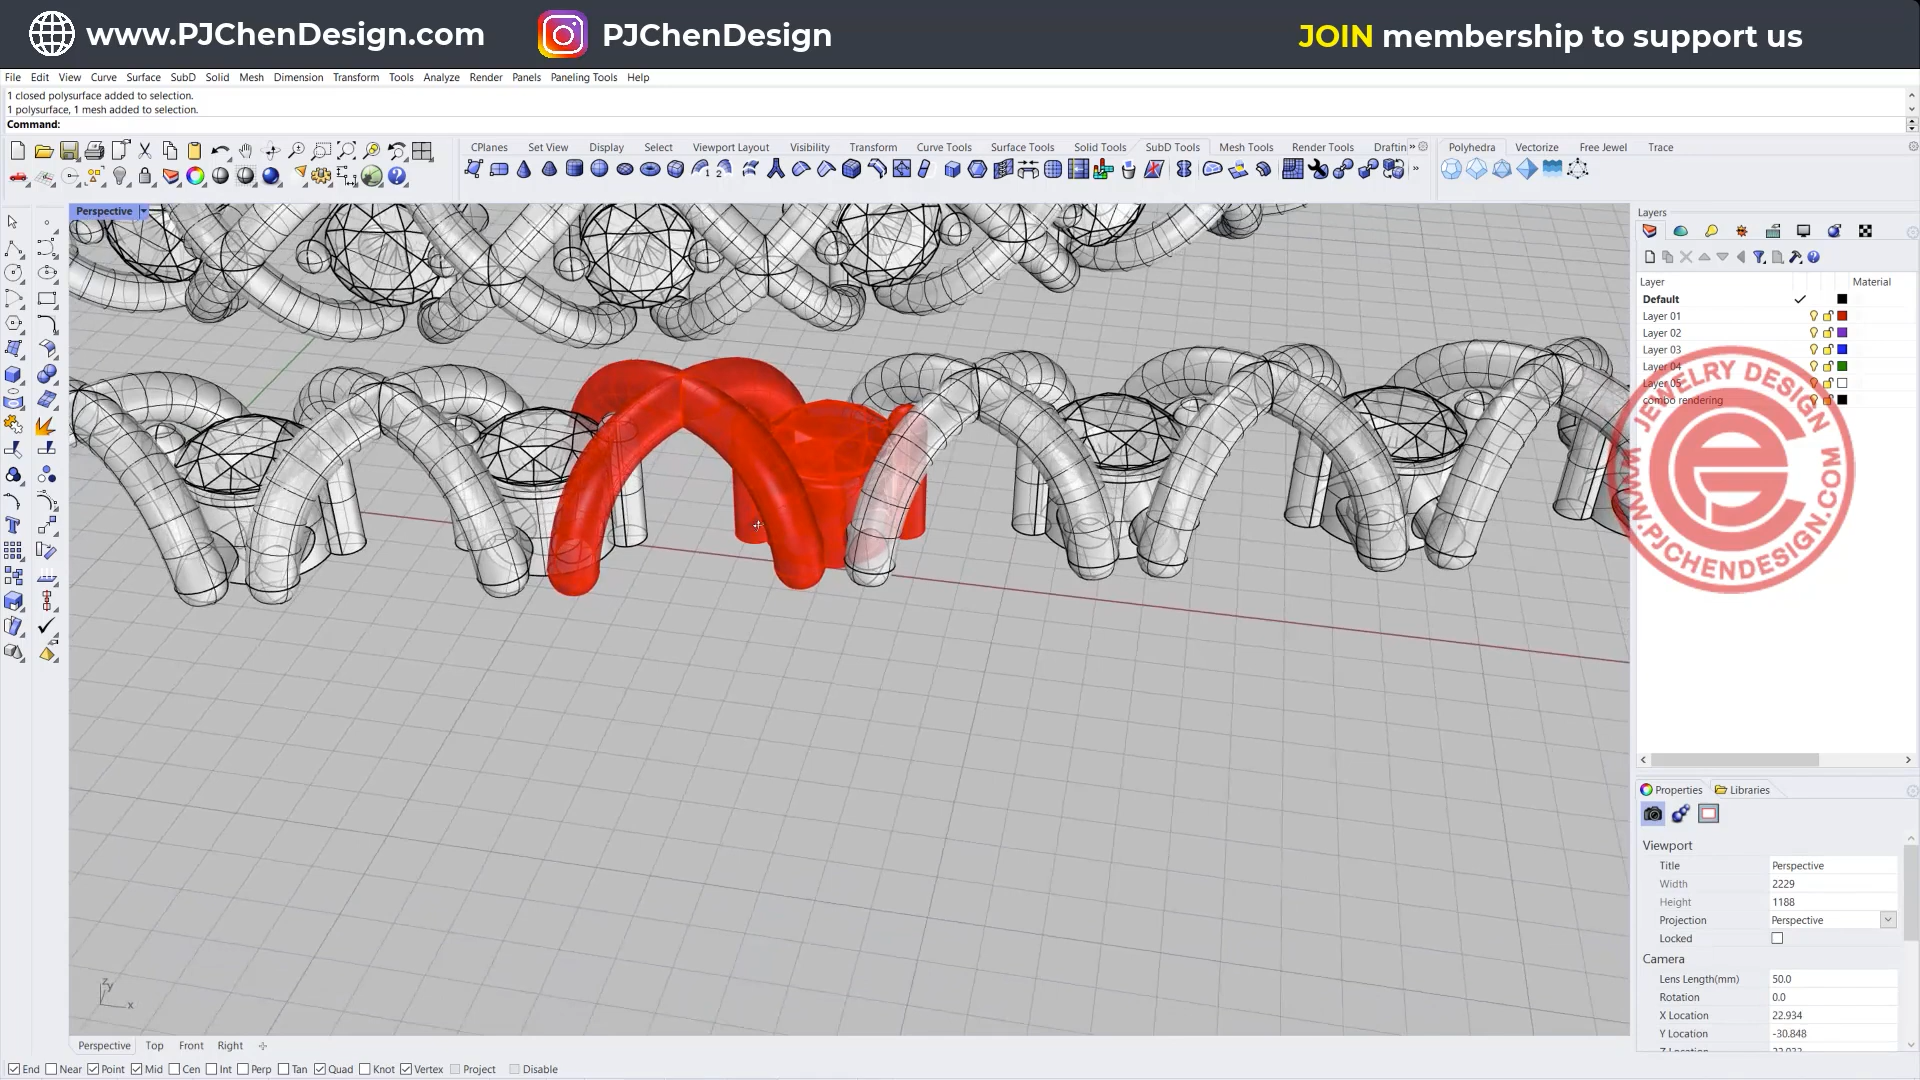 www.PJChenDesign.com PJChenDesign JOIN membership to support us
File Edit View Curve Surface SubD Solid Mesh Dimension Transform Tools Analyze Render Panels Paneling Tools Help
1 closed polysurface added to selection.
1 polysurface, 1 mesh added to selection.
Command:
CPlanes Set View Display Select Viewport Layout Visibility Transform Curve Tools Surface Tools Solid Tools SubD Tools Mesh Tools Render Tools Draftin » Polyhedra Vectorize Free Jewel Trace
Perspective
Layers
Layer Material
Default
Layer 01
Layer 02
Layer 03
Layer 04
Layer 05
combo rendering
JEWELRY DESIGN
WWW.PJCHENDESIGN.COM
Properties Libraries
Viewport
Title Perspective
Width 2229
Height 1188
Projection Perspective
Locked
Camera
Lens Length(mm) 50.0
Rotation 0.0
X Location 22.934
Y Location -30.848
z y x
Perspective Top Front Right
End Near Point Mid Cen Int Perp Tan Quad Knot Vertex Project Disable